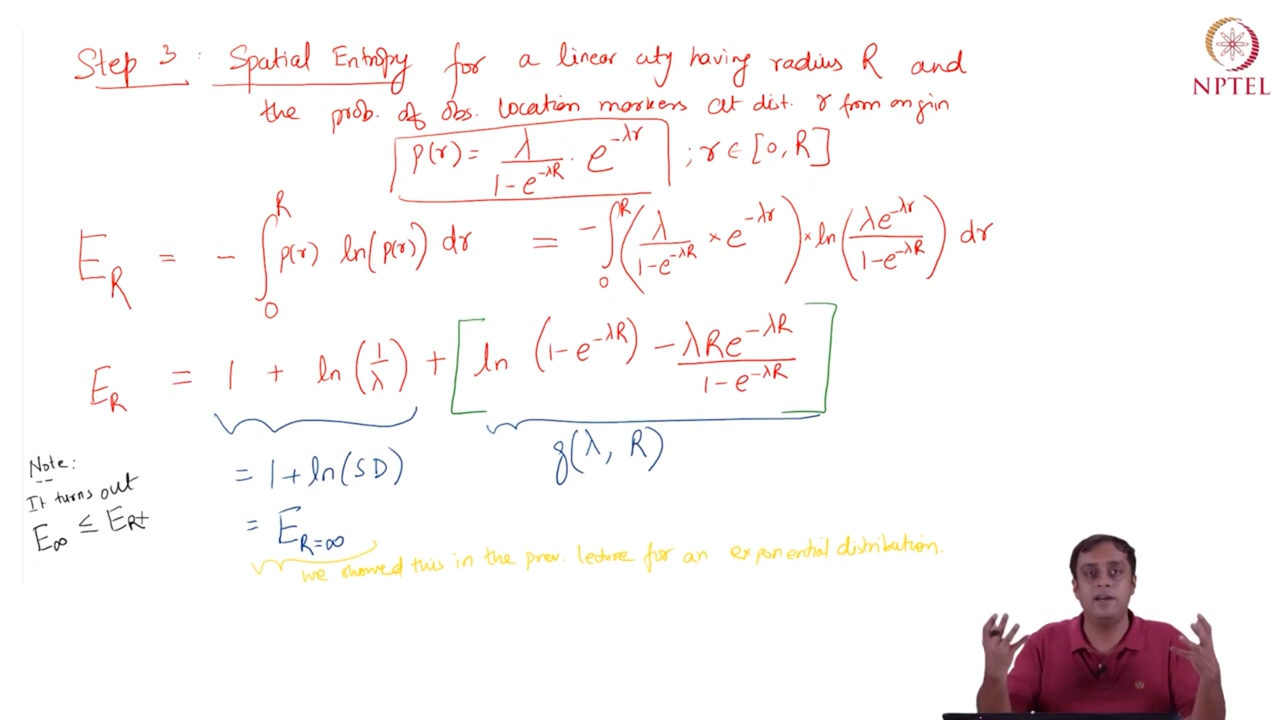 Step 3 : Spatial Entropy for a linear city having radius R and
the prob. of obs. location markers at dist. r from origin
p(r) = λ/(1-e^{-λR}) · e^{-λr} ; r ∈ [0, R]
E_R = - ∫_0^R p(r) ln(p(r)) dr = - ∫_0^R (λ/(1-e^{-λR}) × e^{-λr}) × ln(λe^{-λr}/(1-e^{-λR})) dr
E_R = 1 + ln(1/λ) + [ln (1-e^{-λR}) - λRe^{-λR}/(1-e^{-λR})]
g(λ, R)
= 1 + ln(SD)
= E_{R=∞}
we showed this in the prev. lecture for an exponential distribution.
Note:
It turns out
E_∞ ≤ E_R
NPTEL